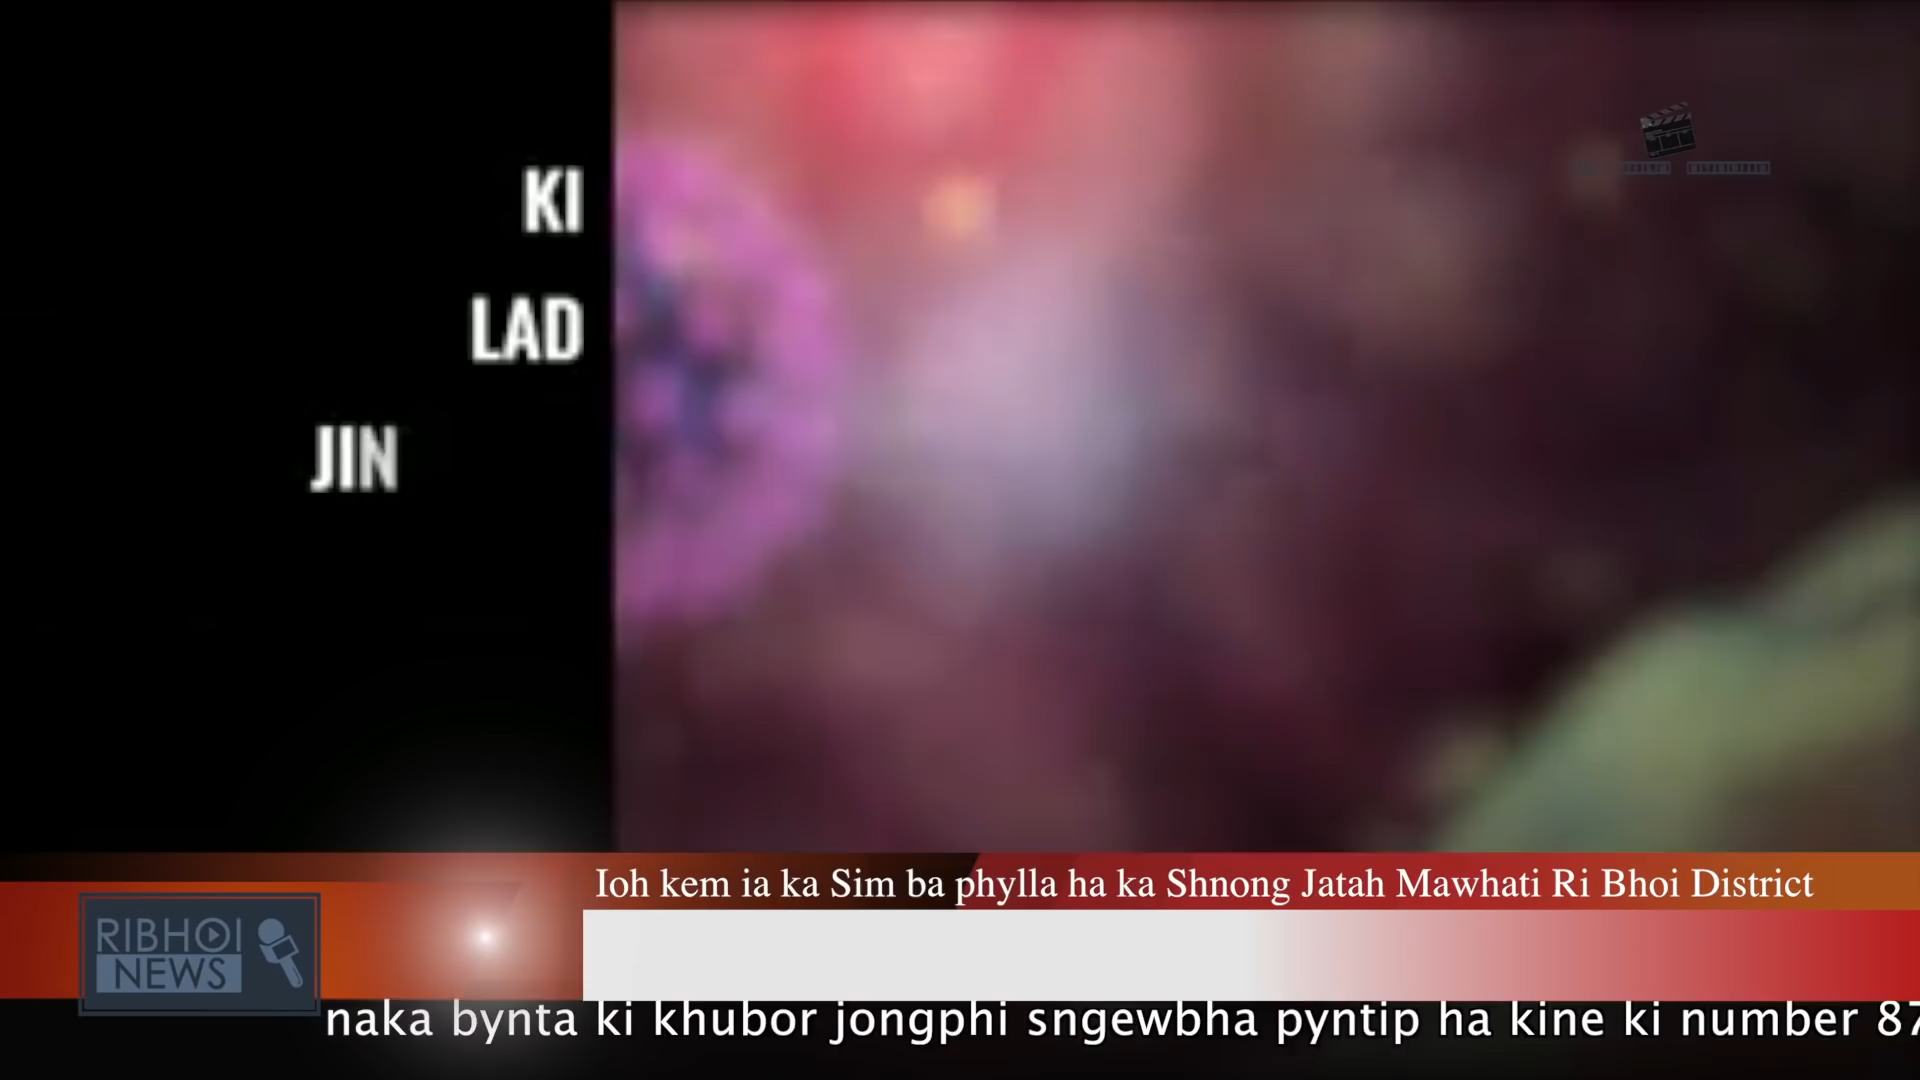 KI
LAD
JIN
Ioh kem ia ka Sim ba phylla ha ka Shnong Jatah Mawhati Ri Bhoi District
RIBHOI
NEWS
naka bynta ki khubor jongphi sngewbha pyntip ha kine ki number 87